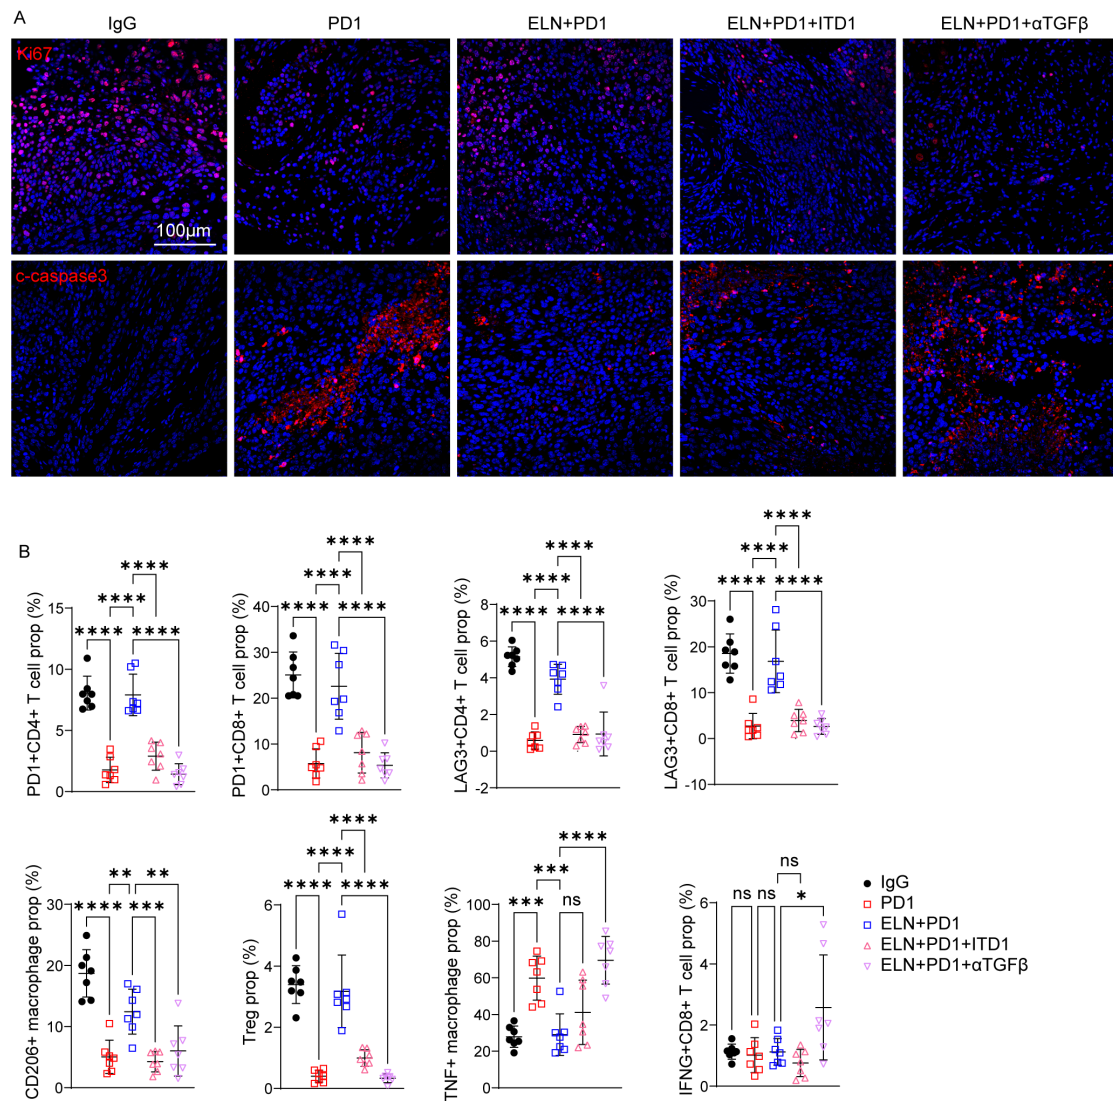 A
IgG PD1 ELN+PD1 ELN+PD1+ITD1 ELN+PD1+αTGFβ
Ki67
100μm
c-caspase3
B
PD1+CD4+ T cell prop (%)
15
10
5
0
**** **** **** ****
PD1+CD8+ T cell prop (%)
40
30
20
10
0
**** **** **** ****
LAG3+CD4+ T cell prop (%)
8
6
4
2
0
-2
**** **** **** ****
LAG3+CD8+ T cell prop (%)
30
20
10
0
-10
**** **** **** ****
CD206+ macrophage prop (%)
30
20
10
0
**** ** *** **
Treg prop (%)
6
4
2
0
**** **** **** ****
TNF+ macrophage prop (%)
100
80
60
40
20
0
*** *** ns ****
IFNG+CD8+ T cell prop (%)
6
4
2
0
ns ns ns *
IgG
PD1
ELN+PD1
ELN+PD1+ITD1
ELN+PD1+αTGFβ